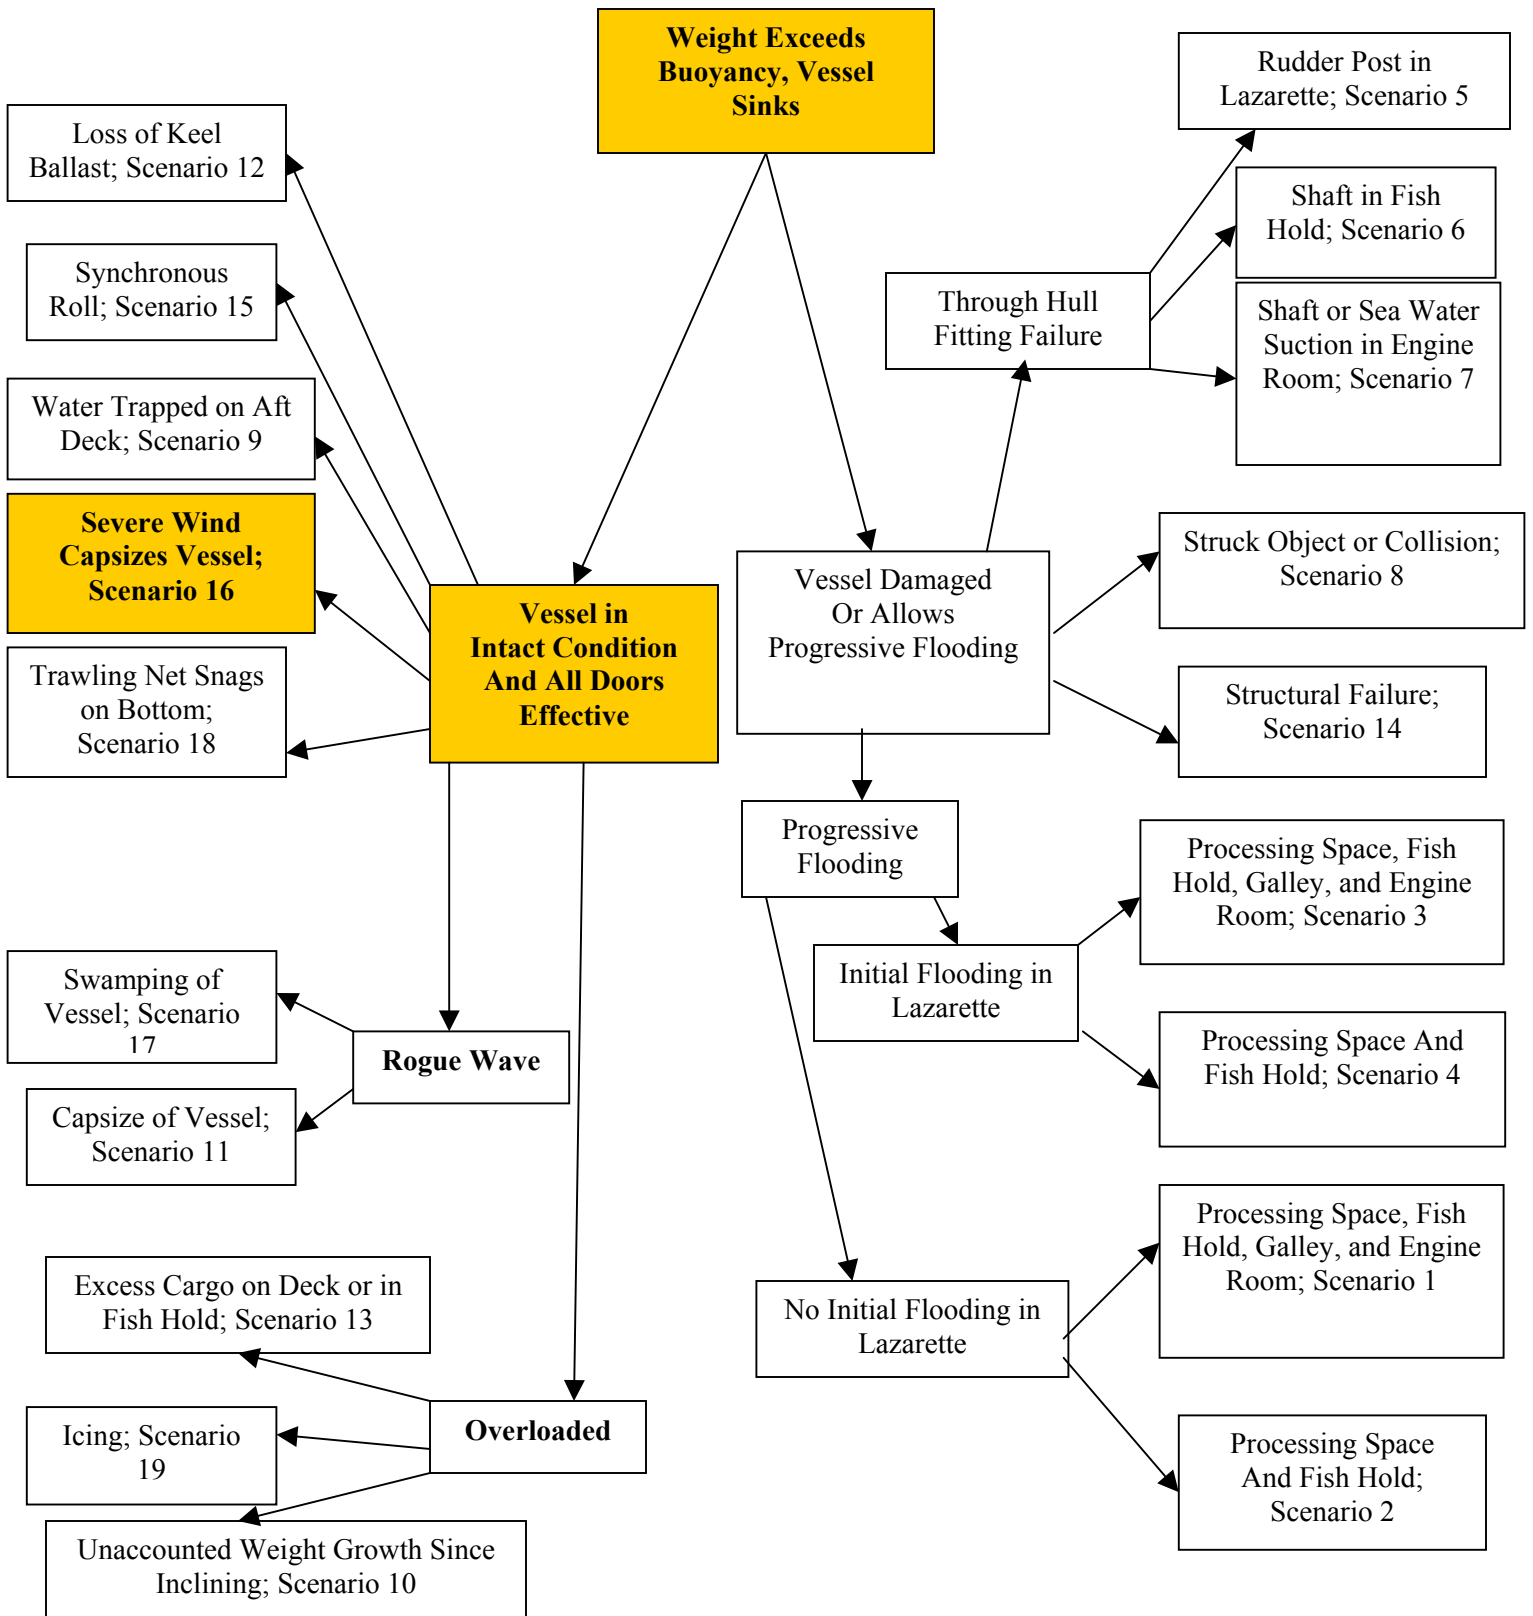 Weight Exceeds
Buoyancy, Vessel
Sinks
Rudder Post in
Lazarette; Scenario 5
Loss of Keel
Ballast; Scenario 12
Shaft in Fish
Hold; Scenario 6
Synchronous
Roll; Scenario 15
Through Hull
Fitting Failure
Shaft or Sea Water
Suction in Engine
Room; Scenario 7
Water Trapped on Aft
Deck; Scenario 9
Severe Wind
Capsizes Vessel;
Scenario 16
Struck Object or Collision;
Scenario 8
Vessel Damaged
Or Allows
Progressive Flooding
Vessel in
Intact Condition
And All Doors
Effective
Trawling Net Snags
on Bottom;
Scenario 18
Structural Failure;
Scenario 14
Progressive
Flooding
Processing Space, Fish
Hold, Galley, and Engine
Room; Scenario 3
Initial Flooding in
Lazarette
Swamping of
Vessel; Scenario
17
Rogue Wave
Processing Space And
Fish Hold; Scenario 4
Capsize of Vessel;
Scenario 11
Processing Space, Fish
Hold, Galley, and Engine
Room; Scenario 1
Excess Cargo on Deck or in
Fish Hold; Scenario 13
No Initial Flooding in
Lazarette
Icing; Scenario
19
Overloaded
Processing Space
And Fish Hold;
Scenario 2
Unaccounted Weight Growth Since
Inclining; Scenario 10